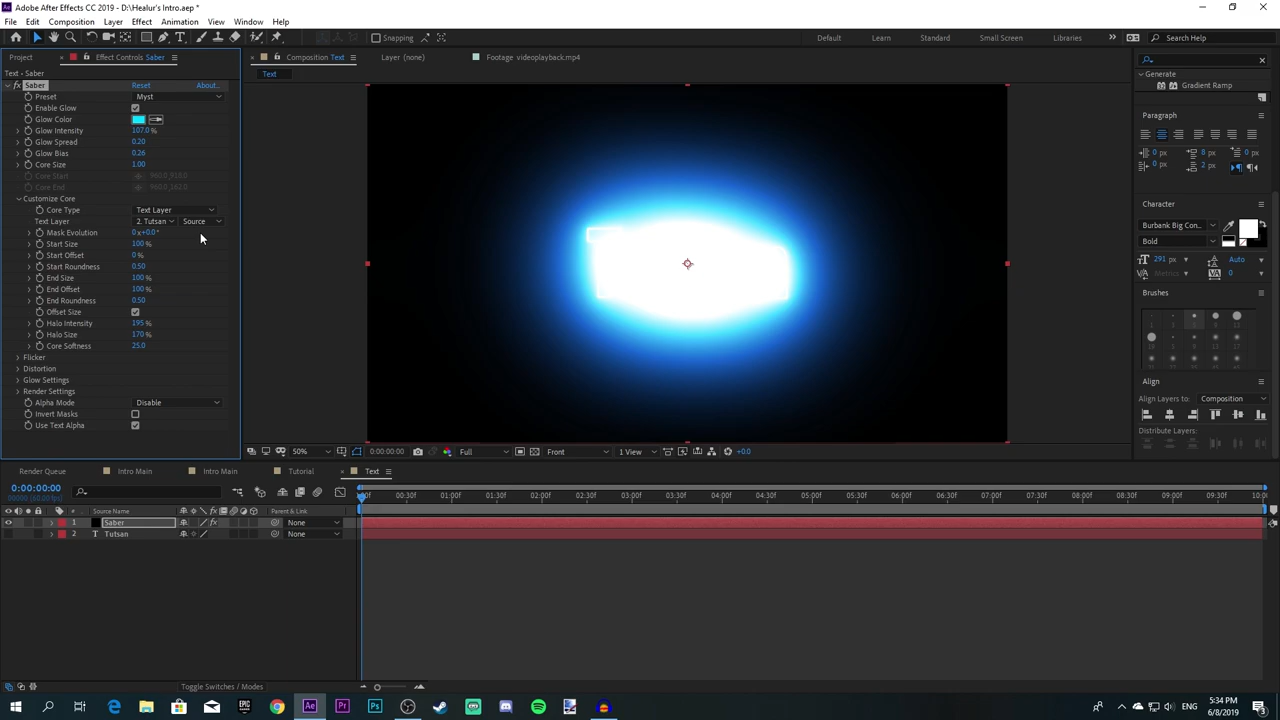 Adobe After Effects CC 2019 - D:\Healur's Intro.aep *
File Edit Composition Layer Effect Animation View Window Help
Snapping Default Learn Standard Small Screen Libraries Search Help
Project Effect Controls Saber Composition Text Layer (none) Footage videoplayback.mp4
Text • Saber Text
Saber Reset About...
Preset Myst
Enable Glow
Glow Color
Glow Intensity 107.0 %
Glow Spread 0.20
Glow Bias 0.26
Core Size 1.00
Core Start
Core End
Customize Core
Core Type Text Layer
Text Layer 2. Tutsan Source
Mask Evolution 0 x+0.0 °
Start Size 100 %
Start Offset 0 %
Start Roundness 0.50
End Size 100 %
End Offset 100 %
End Roundness 0.50
Offset Size
Halo Intensity 195 %
Halo Size 170 %
Core Softness 25.0
Flicker
Distortion
Glow Settings
Render Settings
Alpha Mode Disable
Invert Masks
Use Text Alpha
Generate
Gradient Ramp
Paragraph
0 px 8 px 0 px
0 px 2 px
Character
Burbank Big Con...
Bold
291 px Auto
Metrics 0
Brushes
1 3 5 9 13
Align
Align Layers to: Composition
Distribute Layers:
50% 0:00:00:00 Full Front 1 View +0.0
Render Queue Intro Main Intro Main Tutorial Text
0:00:00:00
00000 (60.00 fps)
00:30f 01:00f 01:30f 02:00f 02:30f 03:00f 03:30f 04:00f 04:30f 05:00f 05:30f 06:00f 06:30f 07:00f 07:30f 08:00f 08:30f 09:00f 09:30f
# Source Name Parent & Link
1 Saber fx None
2 T Tutsan None
Toggle Switches / Modes
ENG 5:34 PM
6/8/2019